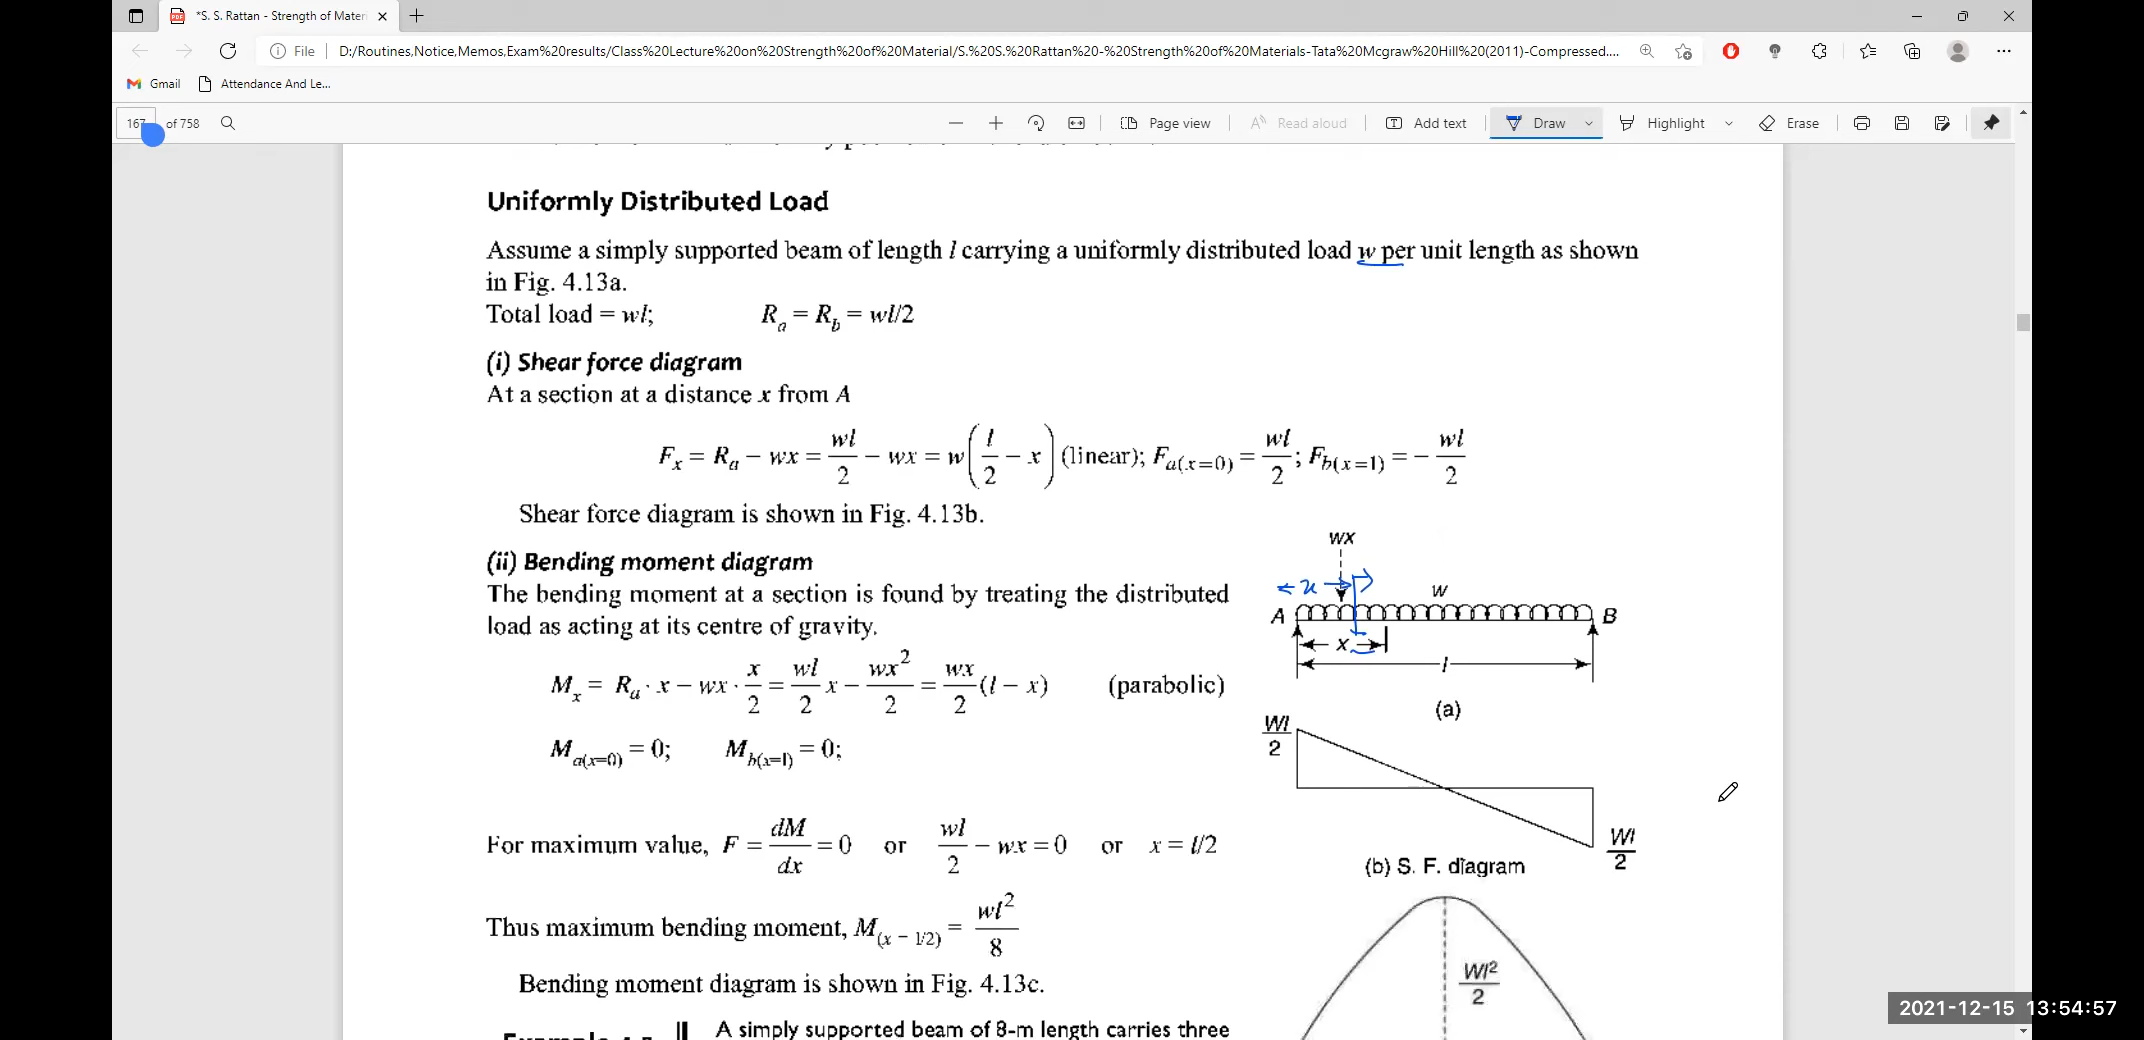 *S. S. Rattan - Strength of Mater
File
D:/Routines,Notice,Memos,Exam%20results/Class%20Lecture%20on%20Strength%20of%20Material/S.%20S.%20Rattan%20-%20Strength%20of%20Materials-Tata%20Mcgraw%20Hill%20(2011)-Compressed....
Gmail
Attendance And Le...
167 of 758
Page view
Read aloud
Add text
Draw
Highlight
Erase
Uniformly Distributed Load
Assume a simply supported beam of length l carrying a uniformly distributed load w per unit length as shown
in Fig. 4.13a.
Total load = wl; R_a = R_b = wl/2
(i) Shear force diagram
At a section at a distance x from A
F_x = R_a − wx = wl/2 − wx = w(l/2 − x) (linear); F_a(x=0) = wl/2; F_b(x=1) = − wl/2
Shear force diagram is shown in Fig. 4.13b.
(ii) Bending moment diagram
The bending moment at a section is found by treating the distributed
load as acting at its centre of gravity.
M_x = R_a · x − wx · x/2 = wl/2 x − wx²/2 = wx/2 (l − x) (parabolic)
M_a(x=0) = 0; M_b(x=l) = 0;
For maximum value, F = dM/dx = 0 or wl/2 − wx = 0 or x = l/2
Thus maximum bending moment, M_(x − 1/2) = wl²/8
Bending moment diagram is shown in Fig. 4.13c.
A simply supported beam of 8-m length carries three
wx
x
w
A
B
x
l
(a)
Wl/2
Wl/2
(b) S. F. diagram
Wl²/2
2021-12-15 13:54:57